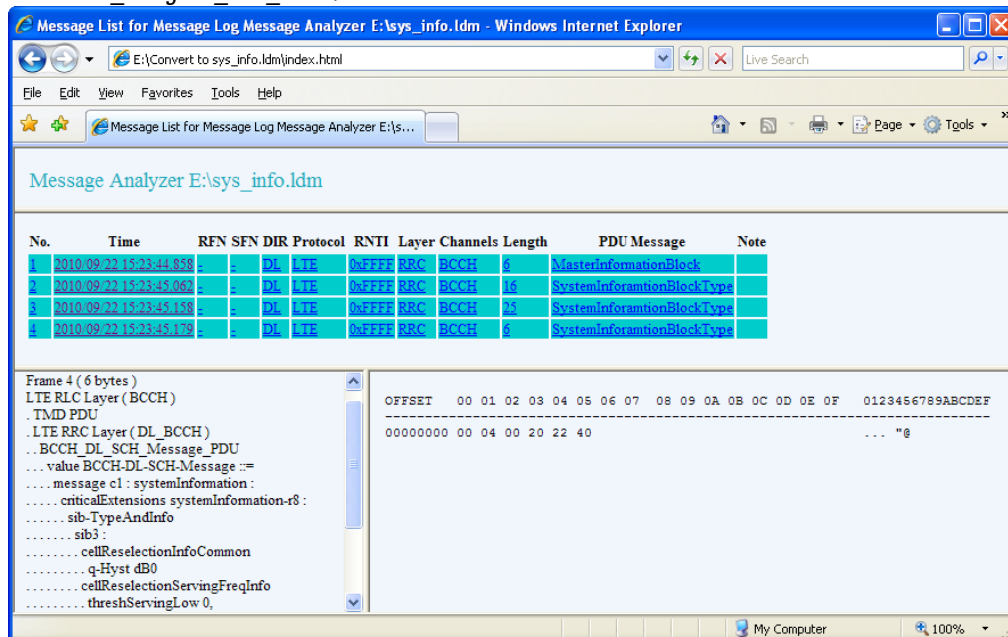 Message List for Message Log Message Analyzer E:\sys_info.ldm - Windows Internet Explorer
E:\Convert to sys_info.ldm\index.html
Live Search
File Edit View Favorites Tools Help
Message List for Message Log Message Analyzer E:\s...
Page Tools »
Message Analyzer E:\sys_info.ldm
No. Time RFN SFN DIR Protocol RNTI Layer Channels Length PDU Message Note
1 2010/09/22 15:23:44.858 - - DL LTE 0xFFFF RRC BCCH 6 MasterInformationBlock
2 2010/09/22 15:23:45.062 - - DL LTE 0xFFFF RRC BCCH 16 SystemInforamtionBlockType
3 2010/09/22 15:23:45.158 - - DL LTE 0xFFFF RRC BCCH 25 SystemInforamtionBlockType
4 2010/09/22 15:23:45.179 - - DL LTE 0xFFFF RRC BCCH 6 SystemInforamtionBlockType
Frame 4 ( 6 bytes )
LTE RLC Layer ( BCCH )
. TMD PDU
. LTE RRC Layer ( DL_BCCH )
. . BCCH_DL_SCH_Message_PDU
. . . value BCCH-DL-SCH-Message ::=
. . . . message c1 : systemInformation :
. . . . . criticalExtensions systemInformation-r8 :
. . . . . . sib-TypeAndInfo
. . . . . . . sib3 :
. . . . . . . . cellReselectionInfoCommon
. . . . . . . . . q-Hyst dB0
. . . . . . . . cellReselectionServingFreqInfo
. . . . . . . . . threshServingLow 0,
OFFSET 00 01 02 03 04 05 06 07 08 09 0A 0B 0C 0D 0E 0F 0123456789ABCDEF
--------------------------------------------------------------------------------
00000000 00 04 00 20 22 40 ... "@
My Computer 100%